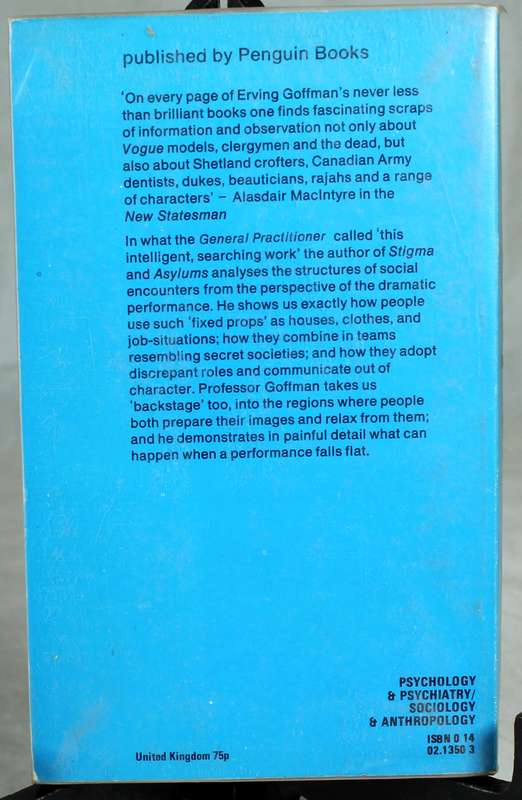 published by Penguin Books
'On every page of Erving Goffman's never less
than brilliant books one finds fascinating scraps
of information and observation not only about
Vogue models, clergymen and the dead, but
also about Shetland crofters, Canadian Army
dentists, dukes, beauticians, rajahs and a range
of characters' – Alasdair MacIntyre in the
New Statesman
In what the General Practitioner called 'this
intelligent, searching work' the author of Stigma
and Asylums analyses the structures of social
encounters from the perspective of the dramatic
performance. He shows us exactly how people
use such 'fixed props' as houses, clothes, and
job-situations; how they combine in teams
resembling secret societies; and how they adopt
discrepant roles and communicate out of
character. Professor Goffman takes us
'backstage' too, into the regions where people
both prepare their images and relax from them;
and he demonstrates in painful detail what can
happen when a performance falls flat.
PSYCHOLOGY
& PSYCHIATRY/
SOCIOLOGY
& ANTHROPOLOGY
ISBN 0 14
02.1350 3
United Kingdom 75p